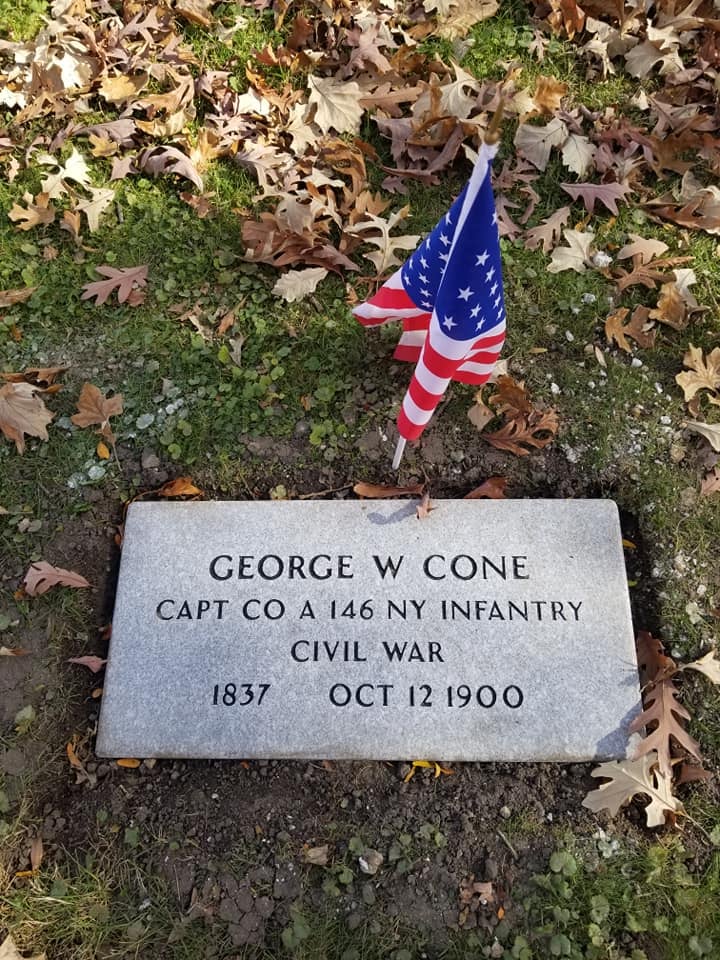 GEORGE W CONE
CAPT CO A 146 NY INFANTRY
CIVIL WAR
1837 OCT 12 1900